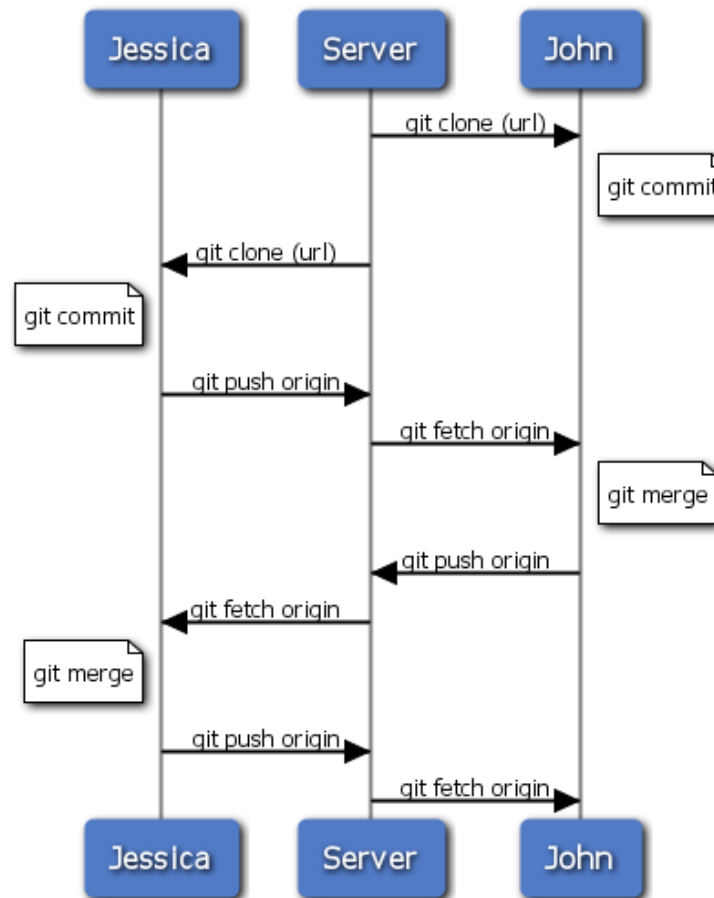 Jessica Server John
git clone (url)
git commit
git clone (url)
git commit
git push origin
git fetch origin
git merge
git push origin
git fetch origin
git merge
git push origin
git fetch origin
Jessica Server John